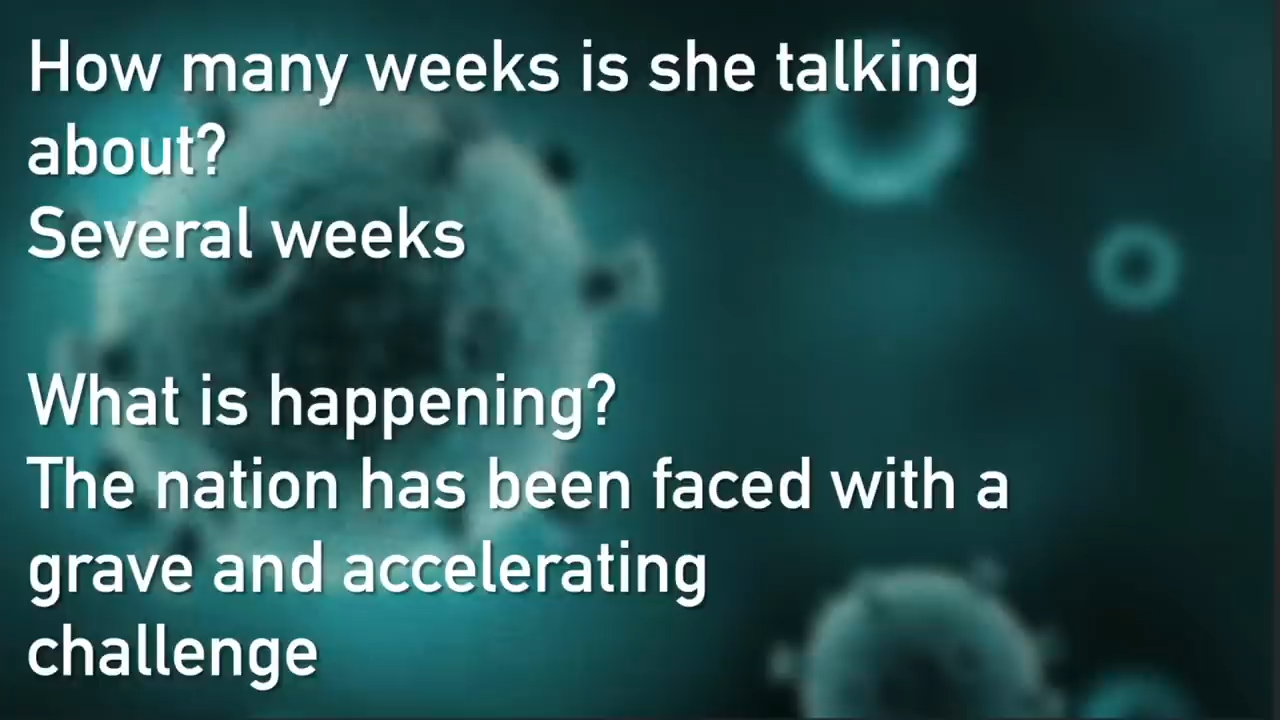 How many weeks is she talking
about?
Several weeks
What is happening?
The nation has been faced with a
grave and accelerating
challenge